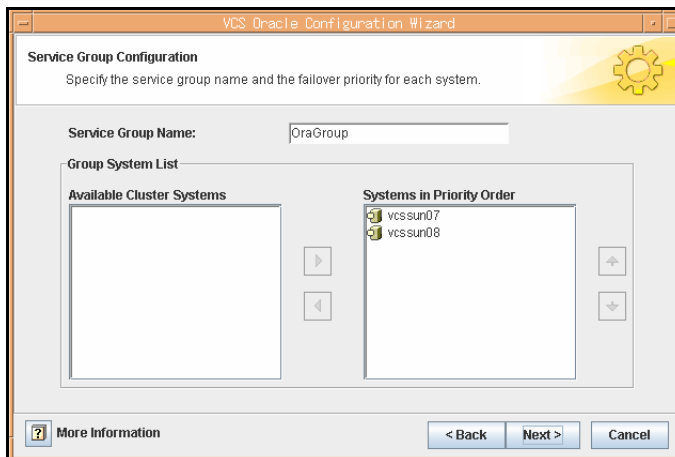 VCS Oracle Configuration Wizard
Service Group Configuration
Specify the service group name and the failover priority for each system.
Service Group Name:
OraGroup
Group System List
Available Cluster Systems
Systems in Priority Order
vcssun07
vcssun08
More Information
< Back
Next >
Cancel